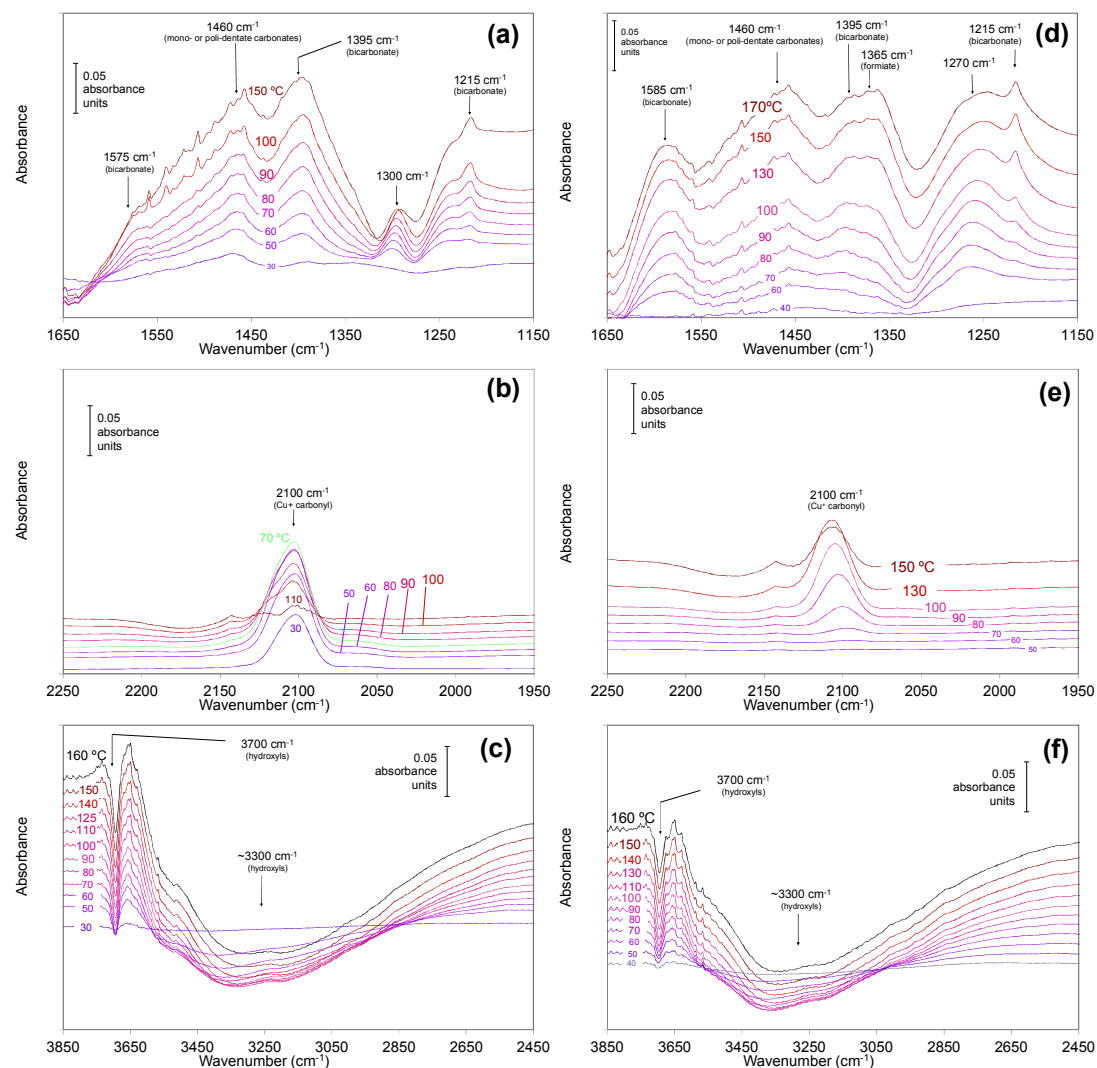 (a)
1460 cm-1
(mono- or poli-dentate carbonates)
1395 cm-1
(bicarbonate)
0.05
absorbance
units
150 ºC
1215 cm-1
(bicarbonate)
1575 cm-1
(bicarbonate)
100
90
80
70
60
50
30
1300 cm-1
Absorbance
1650 1550 1450 1350 1250 1150
Wavenumber (cm-1)
(d)
0.05
absorbance
units
1460 cm-1
(mono- or poli-dentate carbonates)
1395 cm-1
(bicarbonate)
1365 cm-1
(formiate)
1215 cm-1
(bicarbonate)
1270 cm-1
1585 cm-1
(bicarbonate)
170ºC
150
130
100
90
80
70
60
40
Absorbance
1650 1550 1450 1350 1250 1150
Wavenumber (cm-1)
(b)
0.05
absorbance
units
2100 cm-1
(Cu+ carbonyl)
70 ºC
50 60 80 90 100
110
30
Absorbance
2250 2200 2150 2100 2050 2000 1950
Wavenumber (cm-1)
(e)
0.05
absorbance
units
2100 cm-1
(Cu+ carbonyl)
150 ºC
130
100
90
80
70
60
50
Absorbance
2250 2200 2150 2100 2050 2000 1950
Wavenumber (cm-1)
(c)
3700 cm-1
(hydroxyls)
0.05
absorbance
units
160 ºC
150
140
125
110
100
90
80
70
60
50
30
~3300 cm-1
(hydroxyls)
Absorbance
3850 3650 3450 3250 3050 2850 2650 2450
Wavenumber (cm-1)
(f)
3700 cm-1
(hydroxyls)
0.05
absorbance
units
160 ºC
150
140
130
110
100
90
80
70
60
50
40
~3300 cm-1
(hydroxyls)
Absorbance
3850 3650 3450 3250 3050 2850 2650 2450
Wavenumber (cm-1)